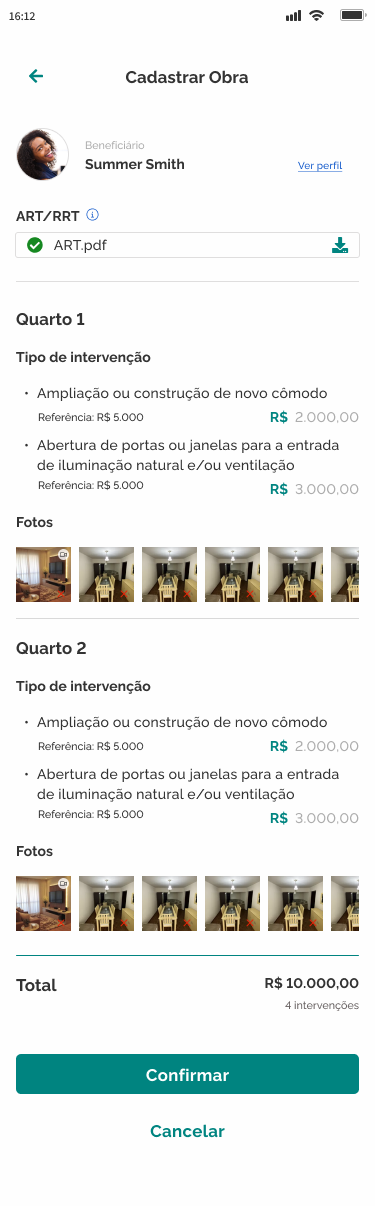 16:12
Cadastrar Obra
Beneficiário
Summer Smith
Ver perfil
ART/RRT
ART.pdf
Quarto 1
Tipo de intervenção
• Ampliação ou construção de novo cômodo
Referência: R$ 5.000
R$ 2.000,00
• Abertura de portas ou janelas para a entrada
de iluminação natural e/ou ventilação
Referência: R$ 5.000
R$ 3.000,00
Fotos
Quarto 2
Tipo de intervenção
• Ampliação ou construção de novo cômodo
Referência: R$ 5.000
R$ 2.000,00
• Abertura de portas ou janelas para a entrada
de iluminação natural e/ou ventilação
Referência: R$ 5.000
R$ 3.000,00
Fotos
Total
R$ 10.000,00
4 intervenções
Confirmar
Cancelar